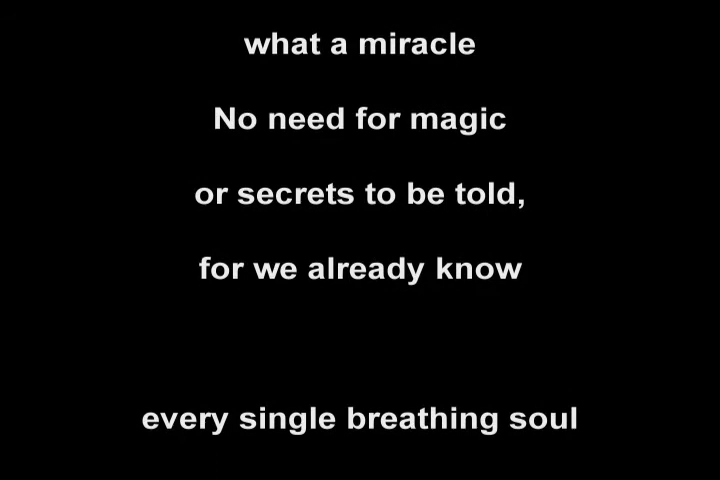 what a miracle
No need for magic
or secrets to be told,
for we already know
every single breathing soul